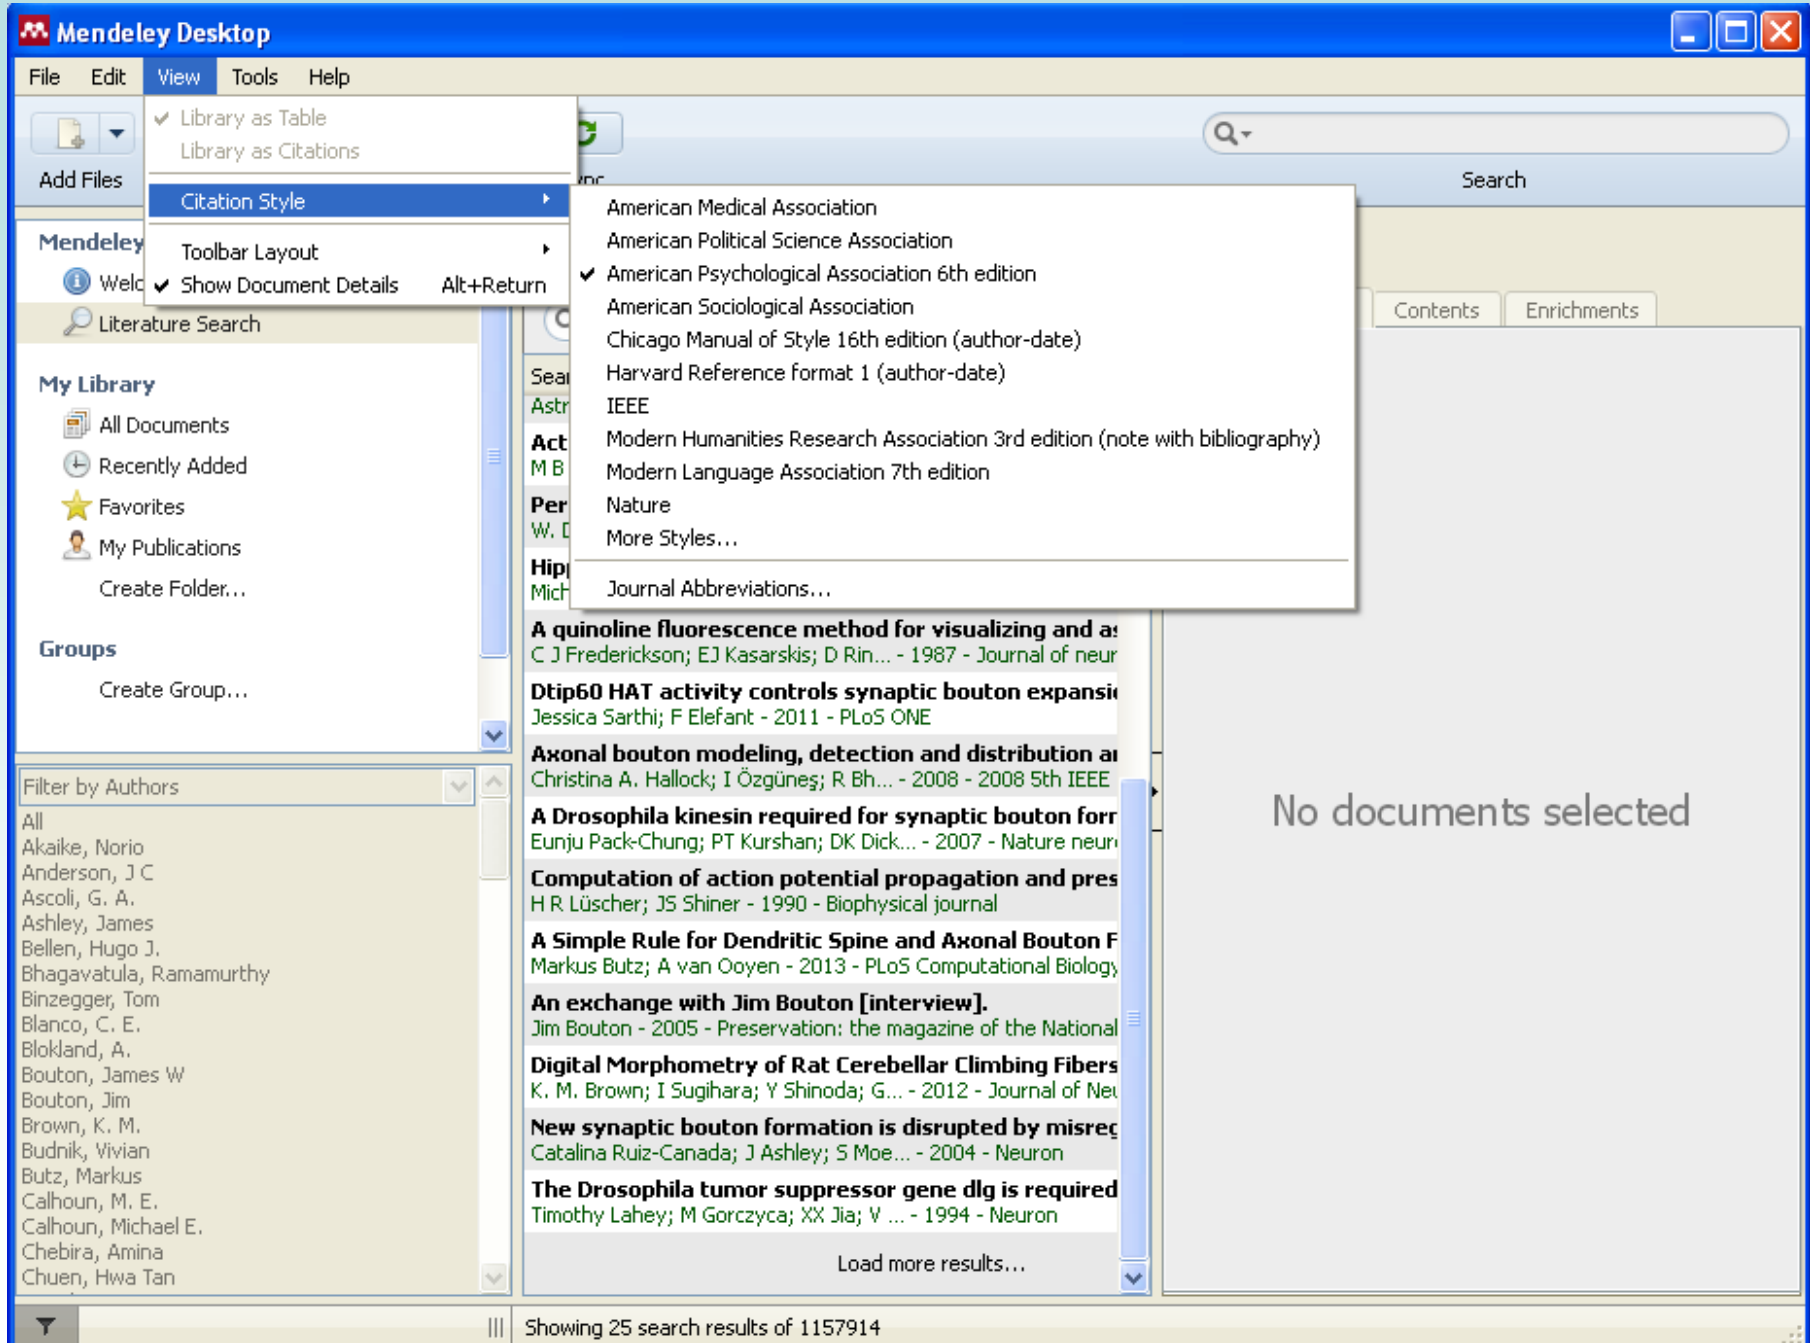 Mendeley Desktop
File Edit View Tools Help
Library as Table
Library as Citations
Citation Style
Toolbar Layout
Show Document Details Alt+Return
American Medical Association
American Political Science Association
American Psychological Association 6th edition
American Sociological Association
Chicago Manual of Style 16th edition (author-date)
Harvard Reference format 1 (author-date)
IEEE
Modern Humanities Research Association 3rd edition (note with bibliography)
Modern Language Association 7th edition
Nature
More Styles...
Journal Abbreviations...
Add Files
Search
Mendeley
Literature Search
My Library
All Documents
Recently Added
Favorites
My Publications
Create Folder...
Groups
Create Group...
Filter by Authors
All
Akaike, Norio
Anderson, J C
Ascoli, G. A.
Ashley, James
Bellen, Hugo J.
Bhagavatula, Ramamurthy
Binzegger, Tom
Blanco, C. E.
Blokland, A.
Bouton, James W
Bouton, Jim
Brown, K. M.
Budnik, Vivian
Butz, Markus
Calhoun, M. E.
Calhoun, Michael E.
Chebira, Amina
Chuen, Hwa Tan
Act
M B
Per
W.
A quinoline fluorescence method for visualizing and
C J Frederickson; EJ Kasarskis; D Rin... - 1987 - Journal of neur
Dtip60 HAT activity controls synaptic bouton
Jessica Sarthi; F Elefant - 2011 - PLoS ONE
Axonal bouton modeling, detection and distribution
Christina A. Hallock; I Özgüneş; R Bh... - 2008 - 2008 5th IEEE
A Drosophila kinesin required for synaptic bouton
Eunju Pack-Chung; PT Kurshan; DK Dick... - 2007 - Nature
Computation of action potential propagation and pres
H R Lüscher; JS Shiner - 1990 - Biophysical journal
A Simple Rule for Dendritic Spine and Axonal Bouton F
Markus Butz; A van Ooyen - 2013 - PLoS Computational Biology
An exchange with Jim Bouton [interview].
Jim Bouton - 2005 - Preservation: the magazine of the National
Digital Morphometry of Rat Cerebellar Climbing Fibers
K. M. Brown; I Sugihara; Y Shinoda; G... - 2012 - Journal of
New synaptic bouton formation is disrupted by
Catalina Ruiz-Canada; J Ashley; S Moe... - 2004 - Neuron
The Drosophila tumor suppressor gene dlg is required
Timothy Lahey; M Gorczyca; XX Jia; V ... - 1994 - Neuron
Load more results...
Contents Enrichments
No documents selected
Showing 25 search results of 1157914